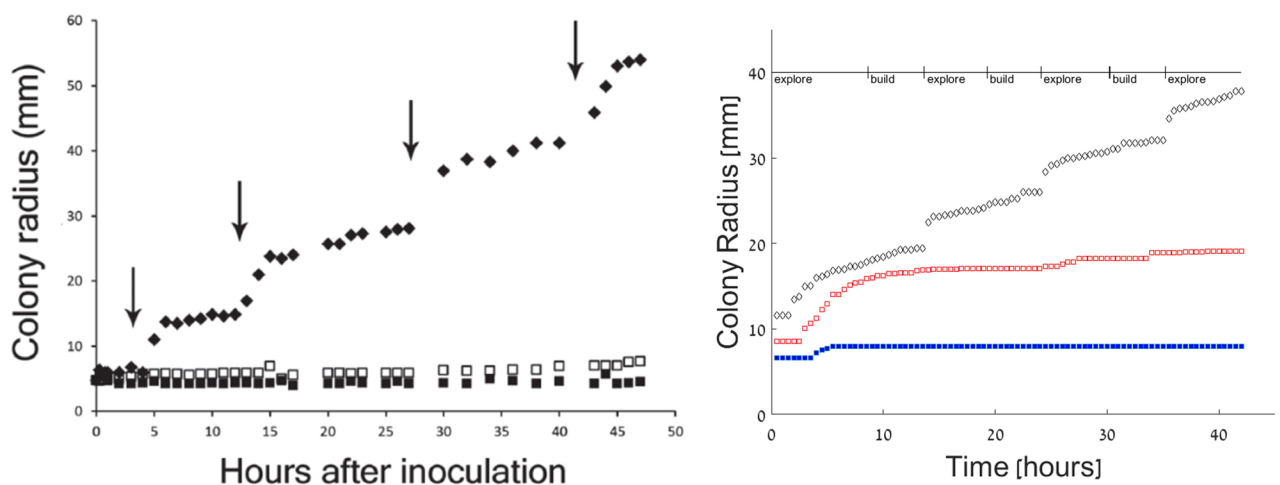 Colony radius (mm)
60
50
40
30
20
10
0
0 5 10 15 20 25 30 35 40 45 50
Hours after inoculation
Colony Radius [mm]
40
30
20
10
0
explore build explore build explore build explore
0 10 20 30 40
Time [hours]